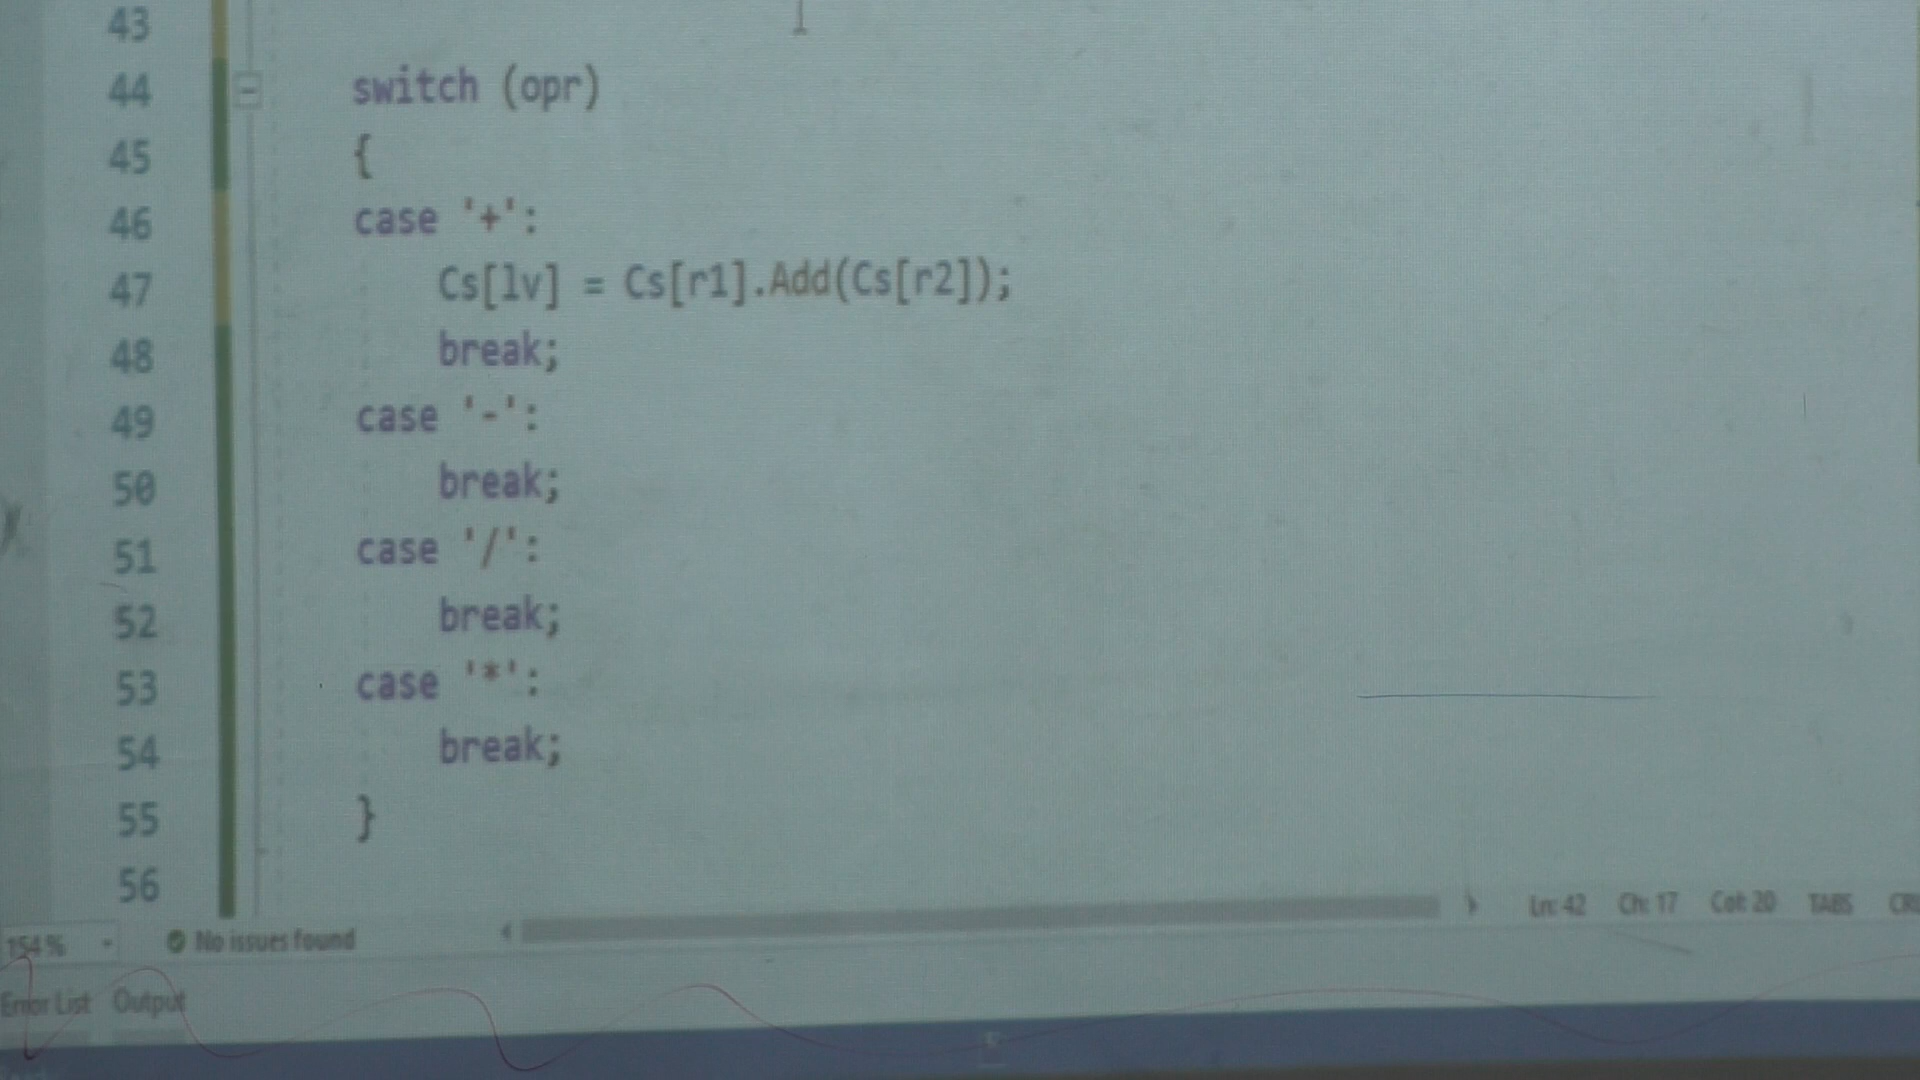 43
44 switch (opr)
45 {
46 case '+':
47 Cs[lv] = Cs[r1].Add(Cs[r2]);
48 break;
49 case '-':
50 break;
51 case '/':
52 break;
53 case '*':
54 break;
55 }
56
154 % No issues found Ln: 42 Ch: 17 Col: 20 TABS
Error List Output